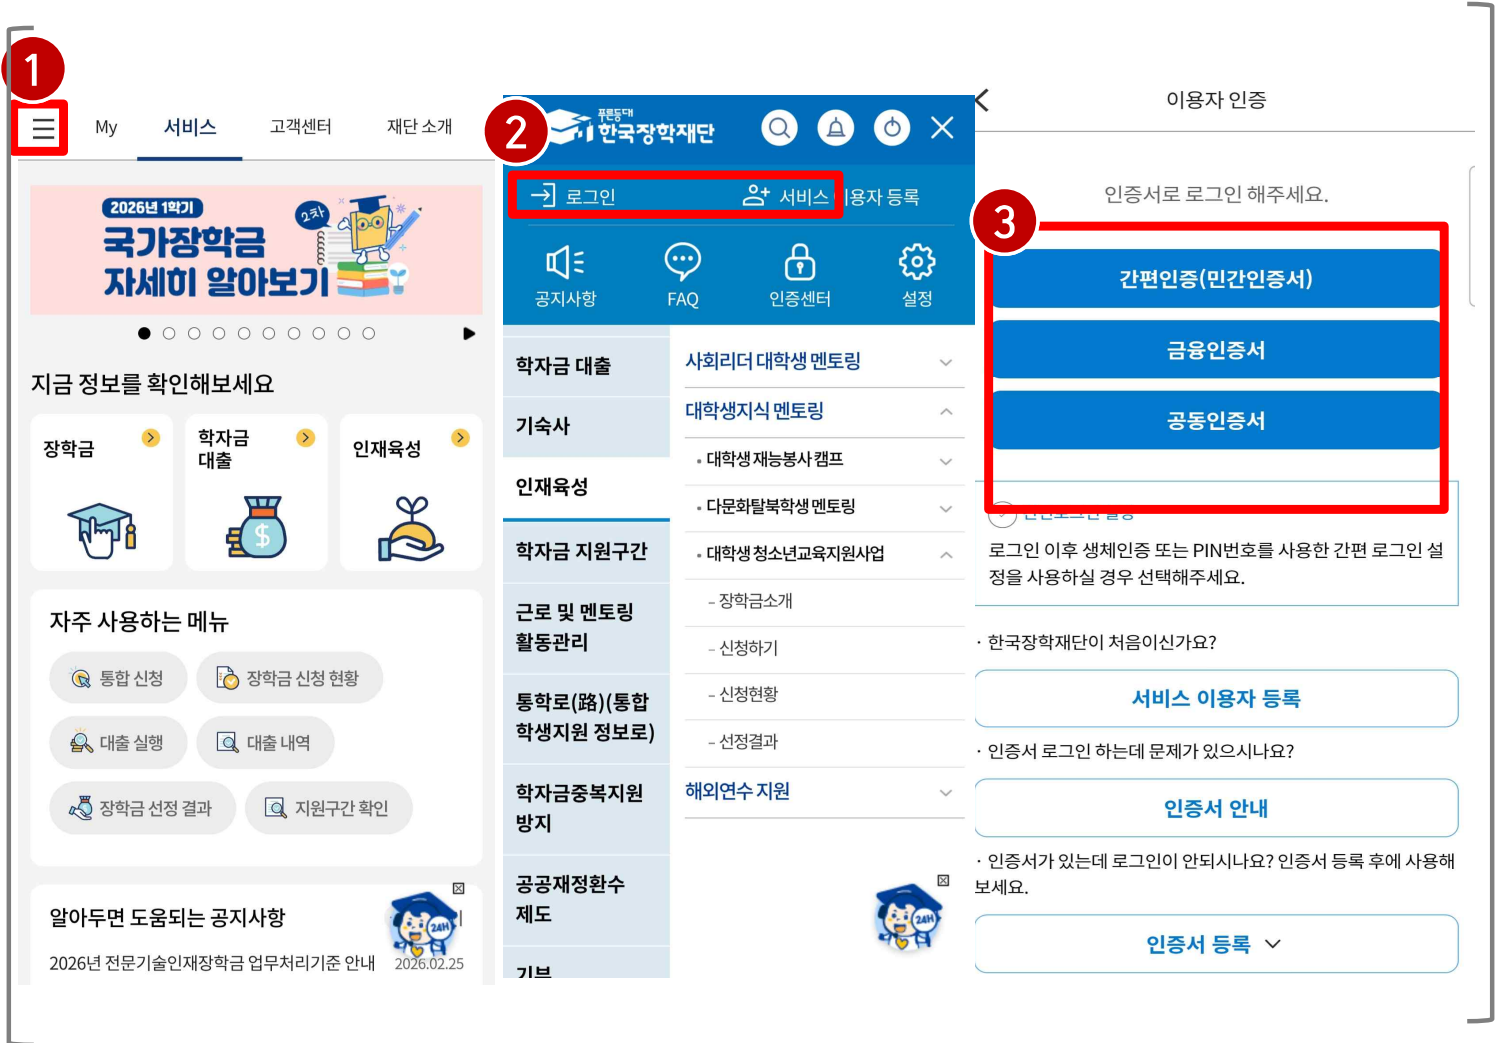 1
My 서비스 고객센터 재단 소개
2026년 1학기
2차
국가장학금
자세히 알아보기
지금 정보를 확인해보세요
장학금
학자금
대출
인재육성
자주 사용하는 메뉴
통합 신청
장학금 신청 현황
대출 실행
대출 내역
장학금 선정 결과
지원구간 확인
알아두면 도움되는 공지사항
24H
2026년 전문기술인재장학금 업무처리기준 안내 2026.02.25
2
푸른등대
한국장학재단
로그인
서비스 이용자 등록
공지사항
FAQ
인증센터
설정
학자금 대출
기숙사
인재육성
학자금 지원구간
근로 및 멘토링
활동관리
통학로(路)(통합
학생지원 정보로)
학자금중복지원
방지
공공재정환수
제도
기부
사회리더 대학생 멘토링
대학생지식 멘토링
• 대학생 재능봉사 캠프
• 다문화탈북학생 멘토링
• 대학생 청소년교육지원사업
- 장학금소개
- 신청하기
- 신청현황
- 선정결과
해외연수 지원
24H
3
이용자 인증
인증서로 로그인 해주세요.
간편인증(민간인증서)
금융인증서
공동인증서
로그인 이후 생체인증 또는 PIN번호를 사용한 간편 로그인 설
정을 사용하실 경우 선택해주세요.
· 한국장학재단이 처음이신가요?
서비스 이용자 등록
· 인증서 로그인 하는데 문제가 있으시나요?
인증서 안내
· 인증서가 있는데 로그인이 안되시나요? 인증서 등록 후에 사용해
보세요.
인증서 등록